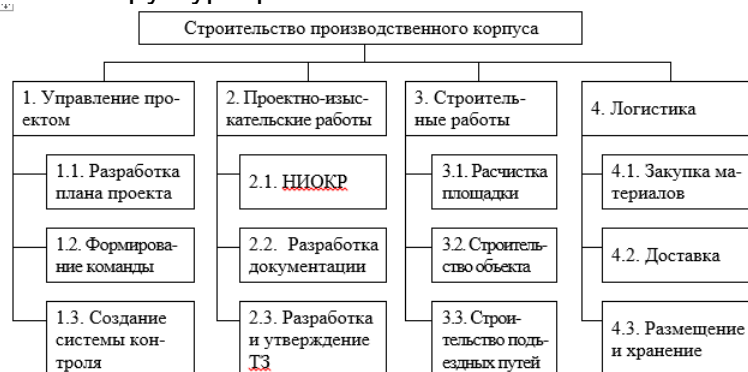 Строительство производственного корпуса
1. Управление про-
ектом
2. Проектно-изыс-
кательские работы
3. Строитель-
ные работы
4. Логистика
1.1. Разработка
плана проекта
2.1. НИОКР
3.1. Расчистка
площадки
4.1. Закупка ма-
териалов
1.2. Формирова-
ние команды
2.2. Разработка
документации
3.2. Строитель-
ство объекта
4.2. Доставка
1.3. Создание
системы кон-
троля
2.3. Разработка
и утверждение
ТЗ
3.3. Строи-
тельство подъ-
ездных путей
4.3. Размещение
и хранение